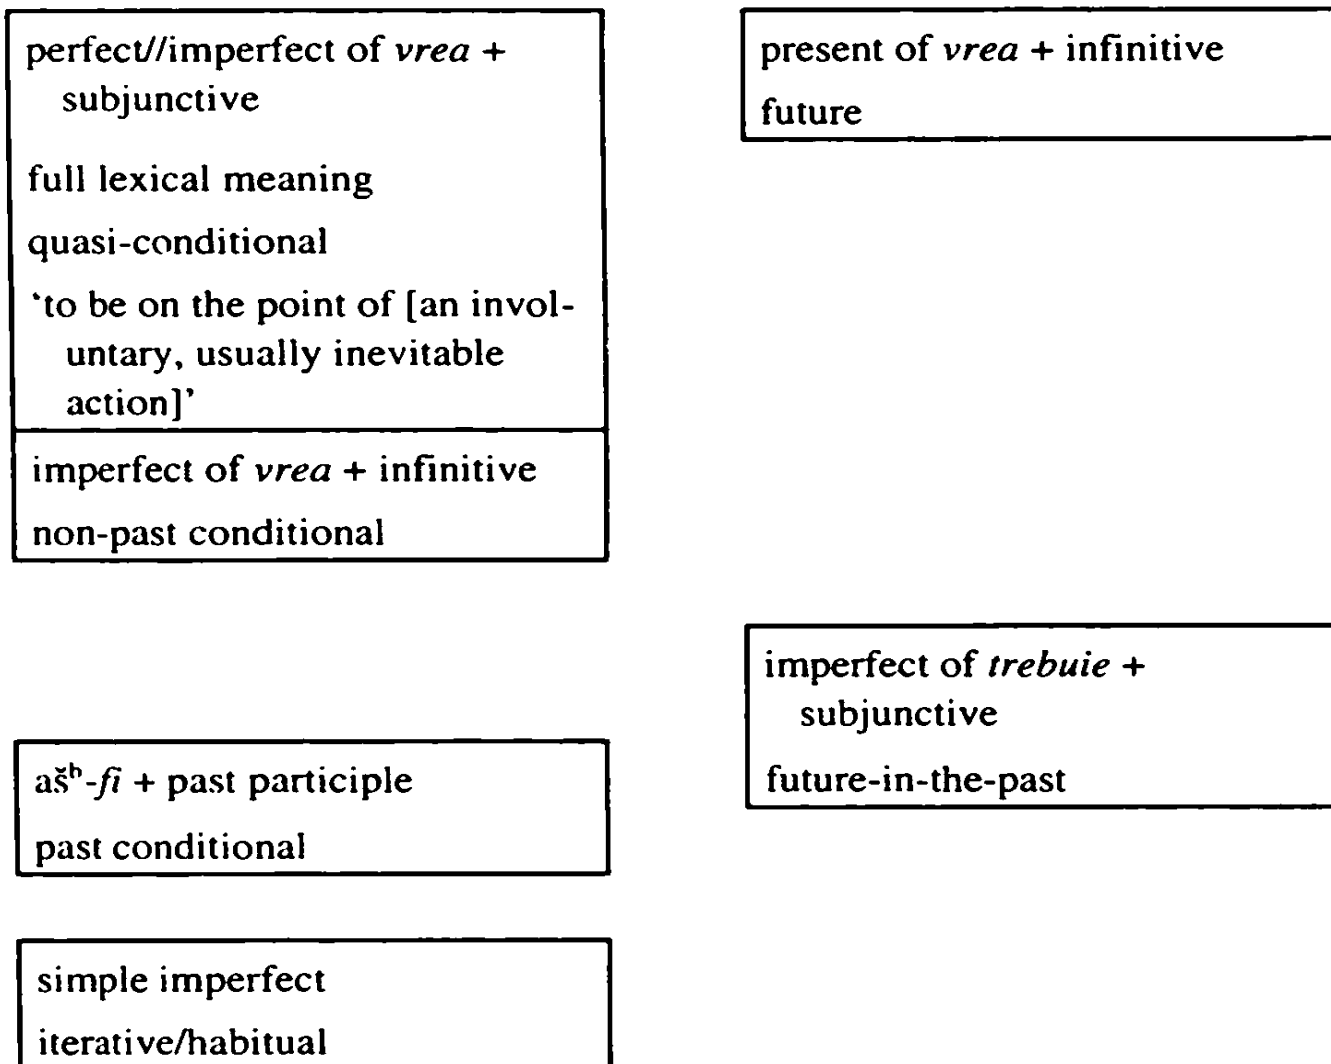 perfect//imperfect of vrea +
subjunctive
full lexical meaning
quasi-conditional
‘to be on the point of [an invol-
untary, usually inevitable
action]’
imperfect of vrea + infinitive
non-past conditional
present of vrea + infinitive
future
imperfect of trebuie +
subjunctive
future-in-the-past
ašʰ-fi + past participle
past conditional
simple imperfect
iterative/habitual